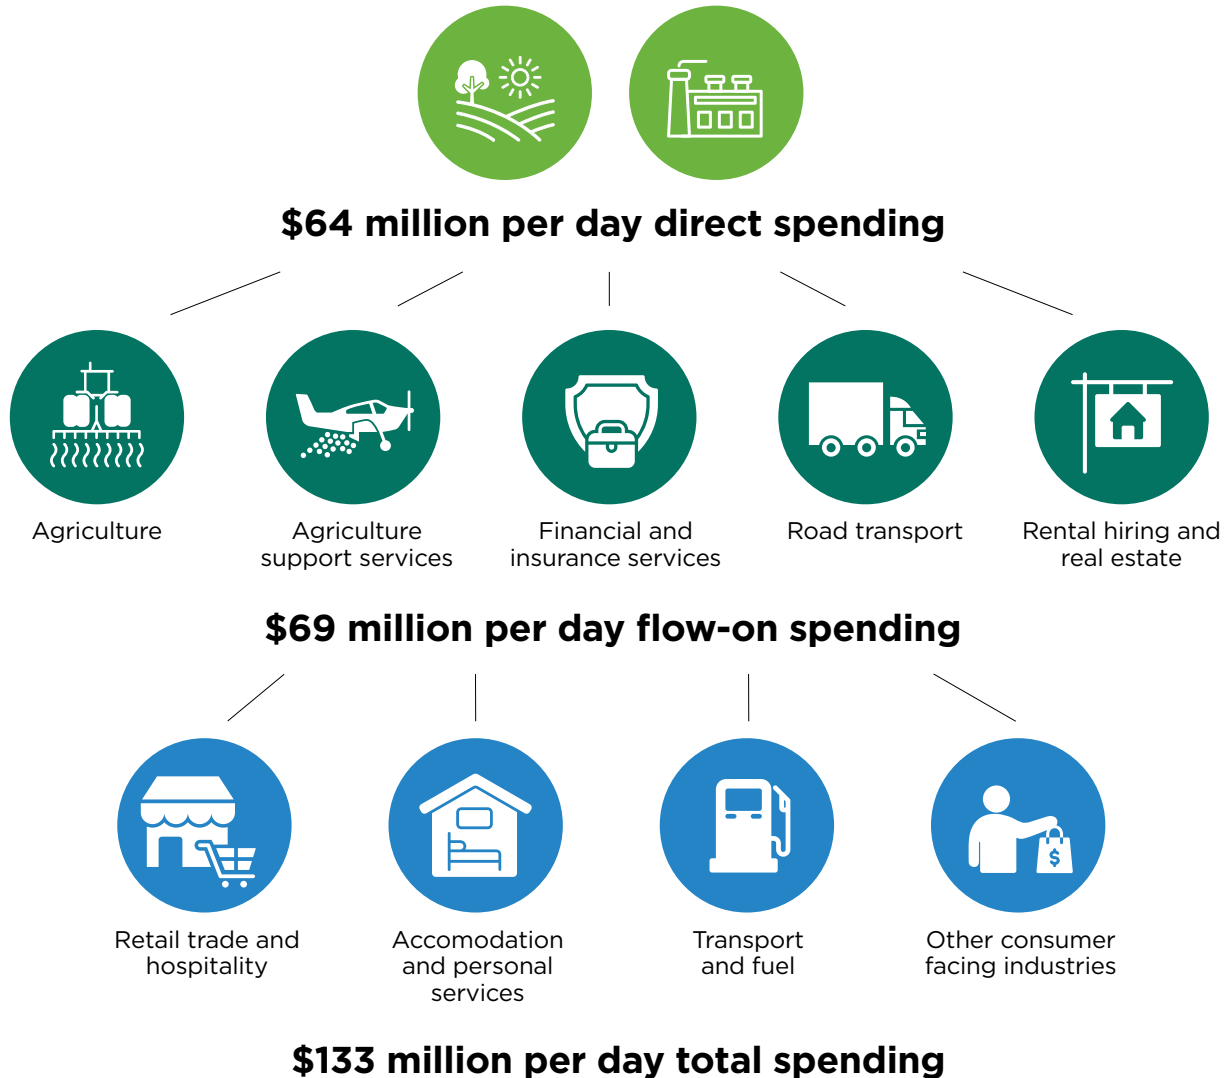 $64 million per day direct spending
Agriculture
Agriculture
support services
Financial and
insurance services
Road transport
Rental hiring and
real estate
$69 million per day flow-on spending
$
Retail trade and
hospitality
Accomodation
and personal
services
Transport
and fuel
Other consumer
facing industries
$133 million per day total spending